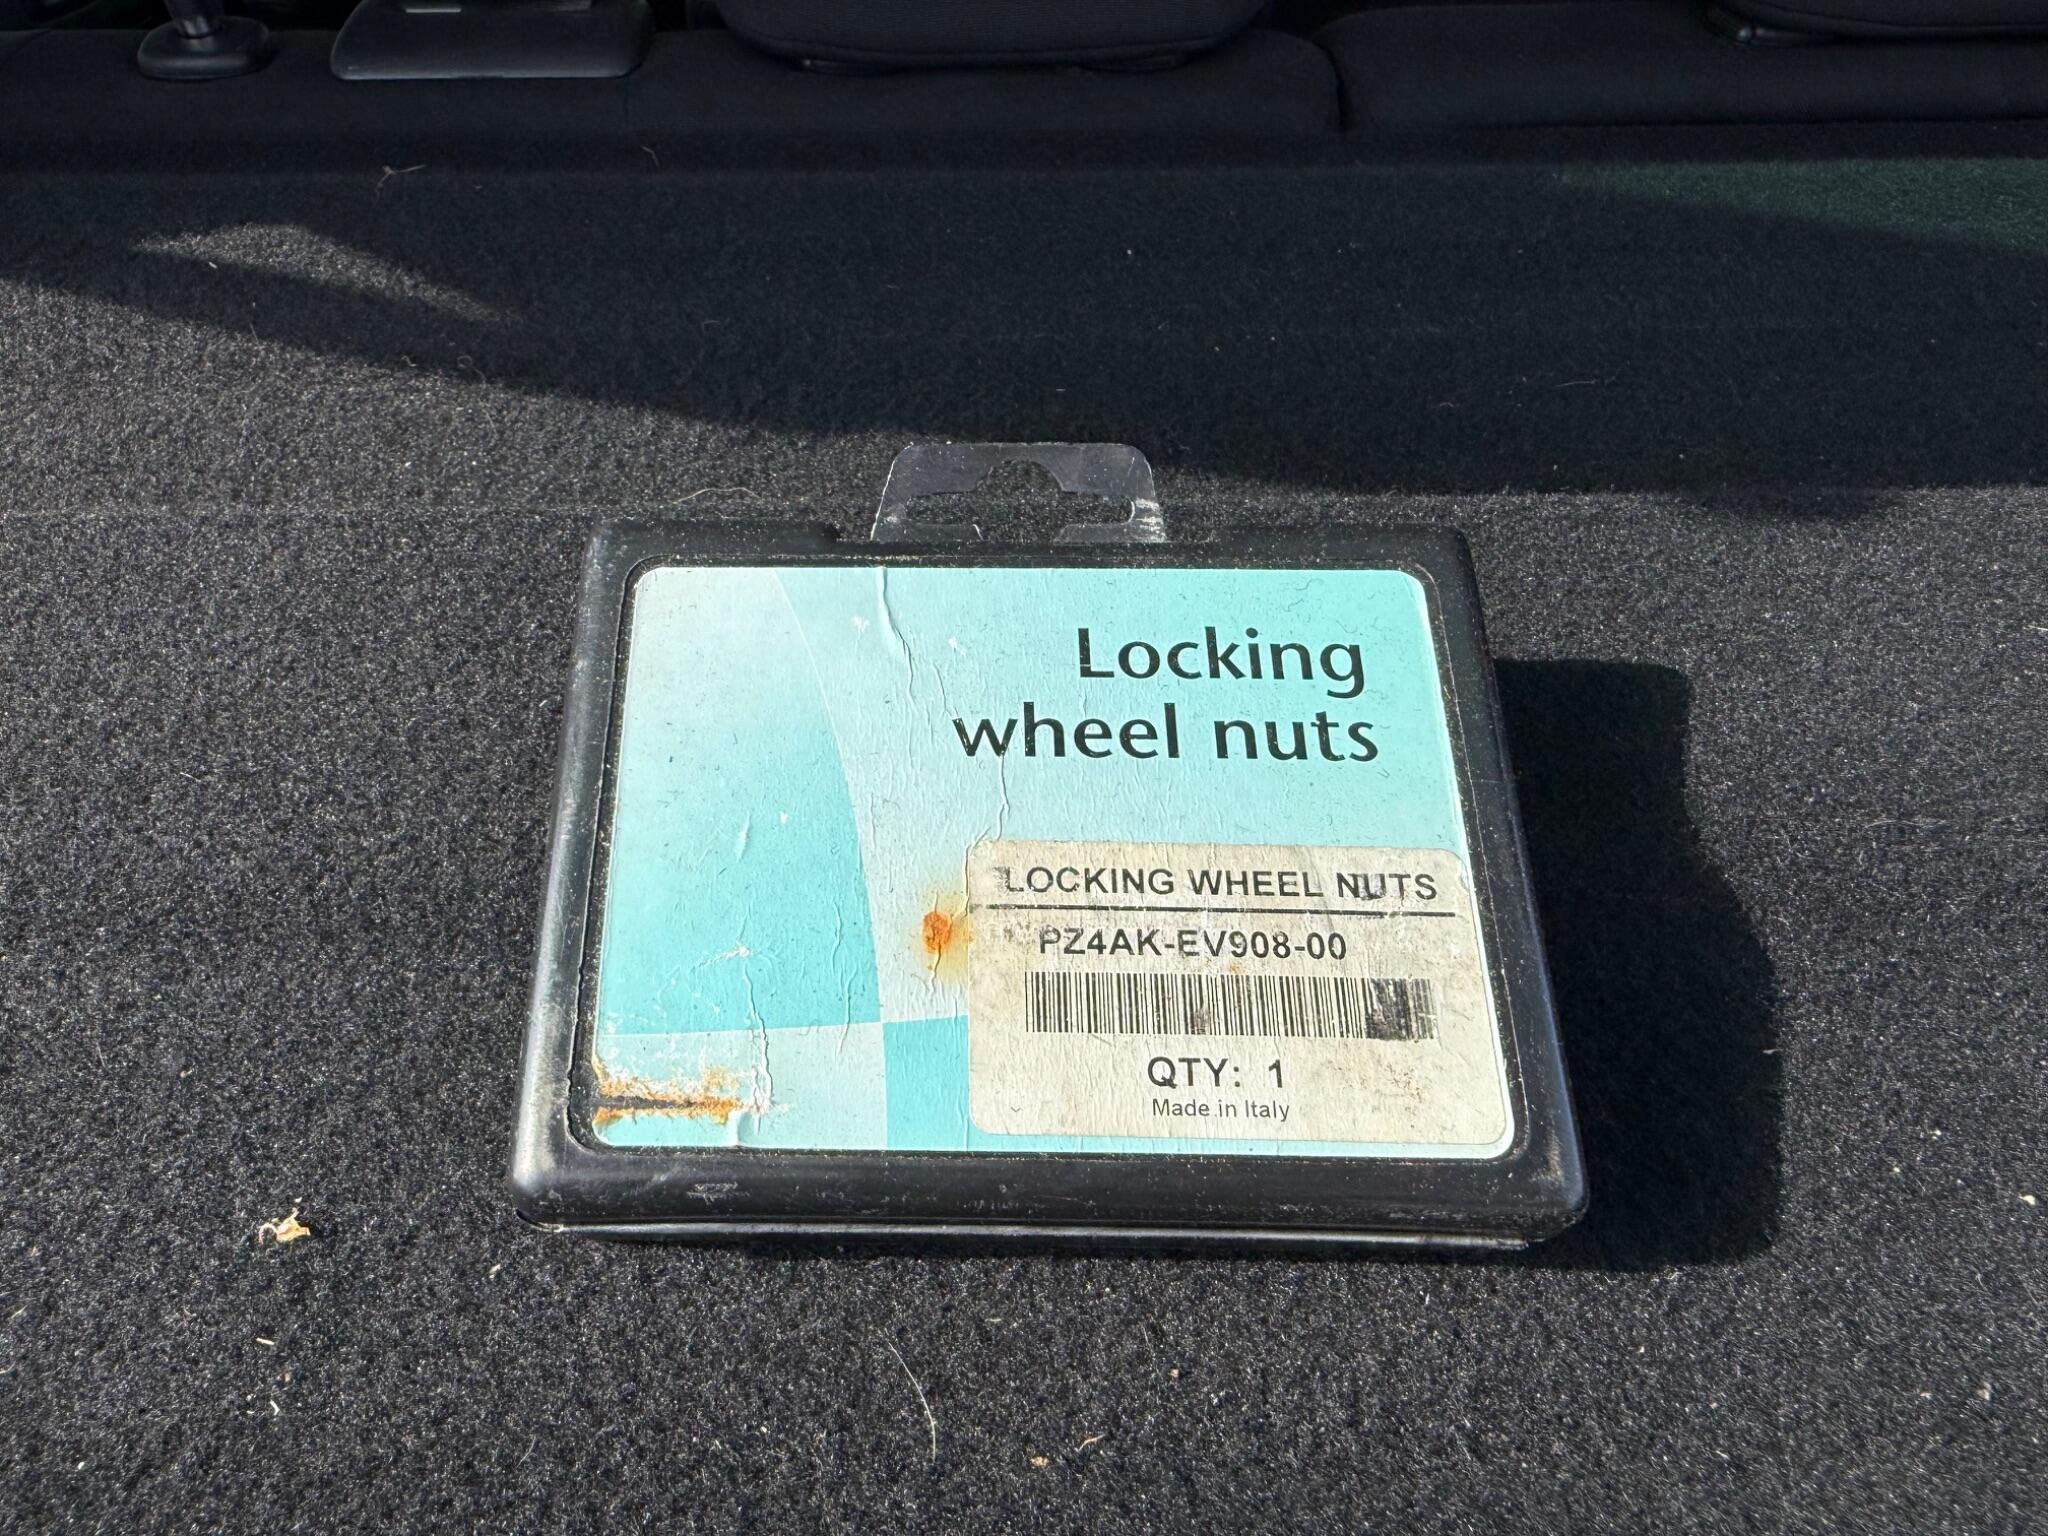 Locking
wheel nuts
LOCKING WHEEL NUTS
PZ4AK-EV908-00
QTY: 1
Made in Italy